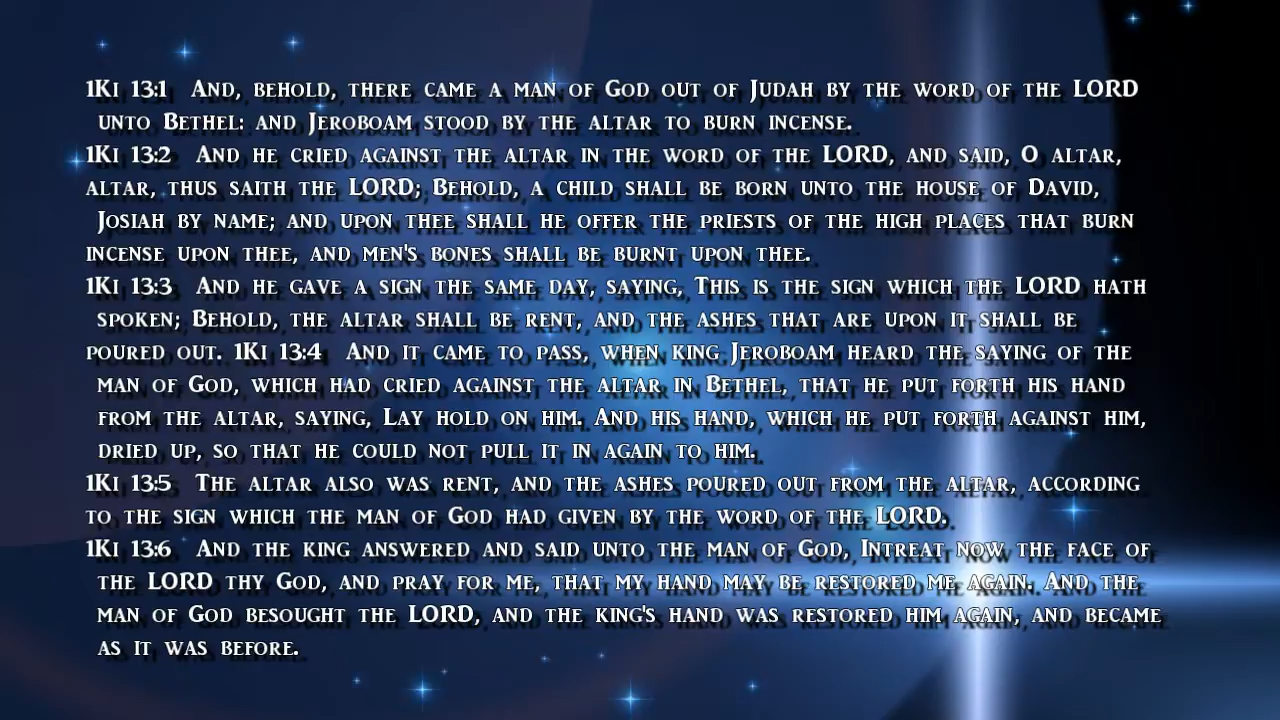 1Ki 13:1 And, behold, there came a man of God out of Judah by the word of the LORD
unto Bethel: and Jeroboam stood by the altar to burn incense.
1Ki 13:2 And he cried against the altar in the word of the LORD, and said, O altar,
altar, thus saith the LORD; Behold, a child shall be born unto the house of David,
Josiah by name; and upon thee shall he offer the priests of the high places that burn
incense upon thee, and men's bones shall be burnt upon thee.
1Ki 13:3 And he gave a sign the same day, saying, This is the sign which the LORD hath
spoken; Behold, the altar shall be rent, and the ashes that are upon it shall be
poured out. 1Ki 13:4 And it came to pass, when king Jeroboam heard the saying of the
man of God, which had cried against the altar in Bethel, that he put forth his hand
from the altar, saying, Lay hold on him. And his hand, which he put forth against him,
dried up, so that he could not pull it in again to him.
1Ki 13:5 The altar also was rent, and the ashes poured out from the altar, according
to the sign which the man of God had given by the word of the LORD.
1Ki 13:6 And the king answered and said unto the man of God, Intreat now the face of
the LORD thy God, and pray for me, that my hand may be restored me again. And the
man of God besought the LORD, and the king's hand was restored him again, and became
as it was before.